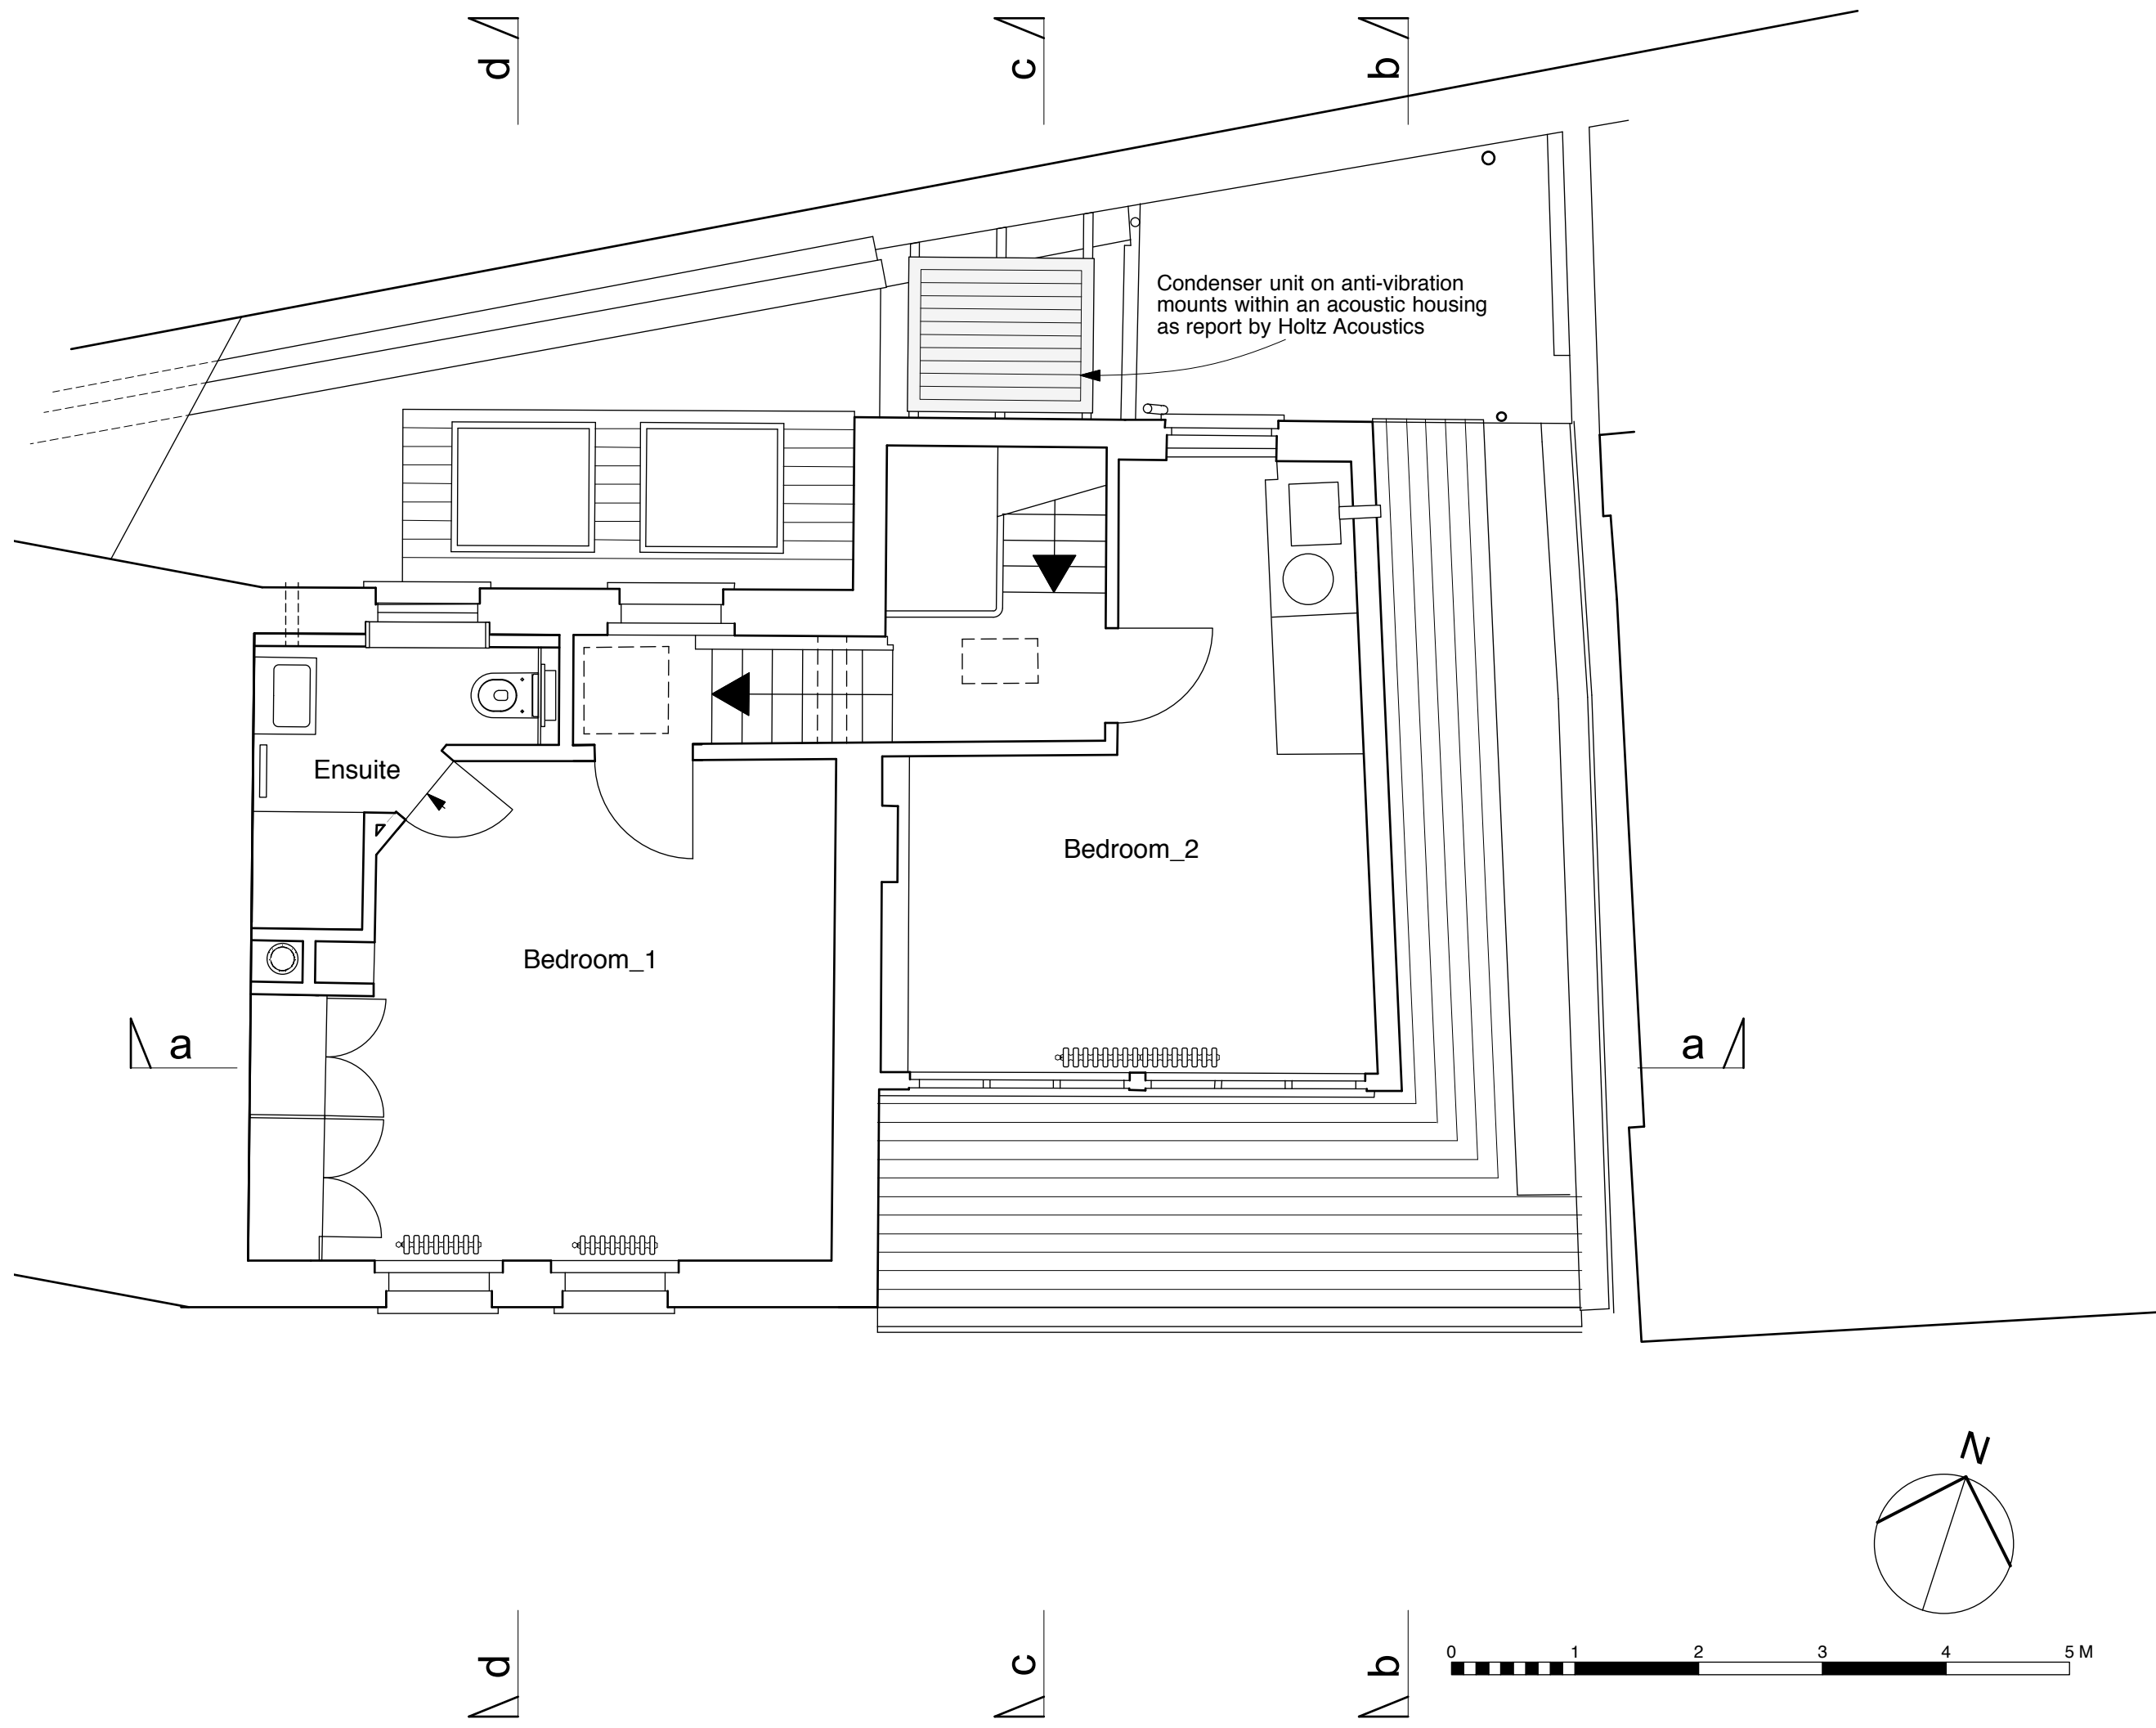 d
c
b
Condenser unit on anti-vibration
mounts within an acoustic housing
as report by Holtz Acoustics
Ensuite
Bedroom_2
Bedroom_1
a
a
N
d
c
b
0 1 2 3 4 5 M